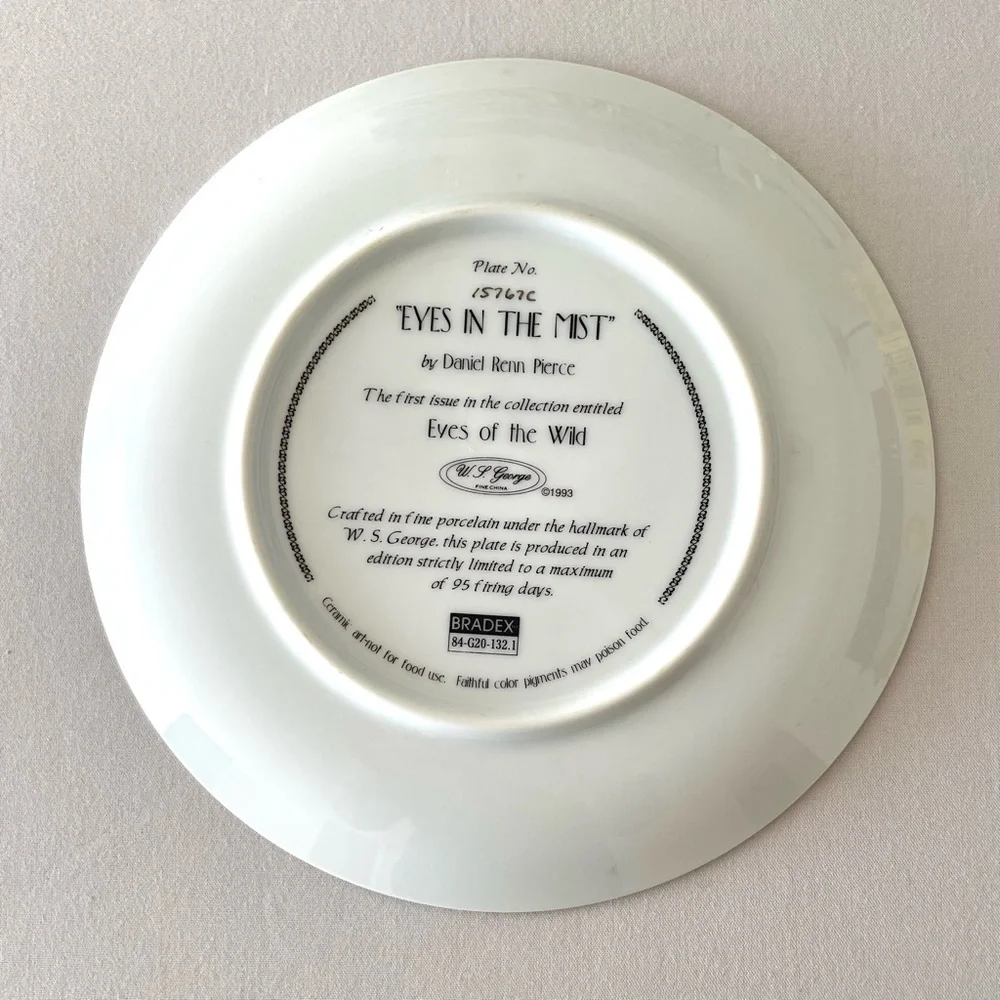 Plate No.
15767C
"EYES IN THE MIST"
by Daniel Renn Pierce
The first issue in the collection entitled
Eyes of the Wild
W. S. George
FINE CHINA
©1993
Crafted in fine porcelain under the hallmark of
W. S. George, this plate is produced in an
edition strictly limited to a maximum
of 95 firing days.
BRADEX
84-G20-132.1
Ceramic art-not for food use. Faithful color pigments may poison food.